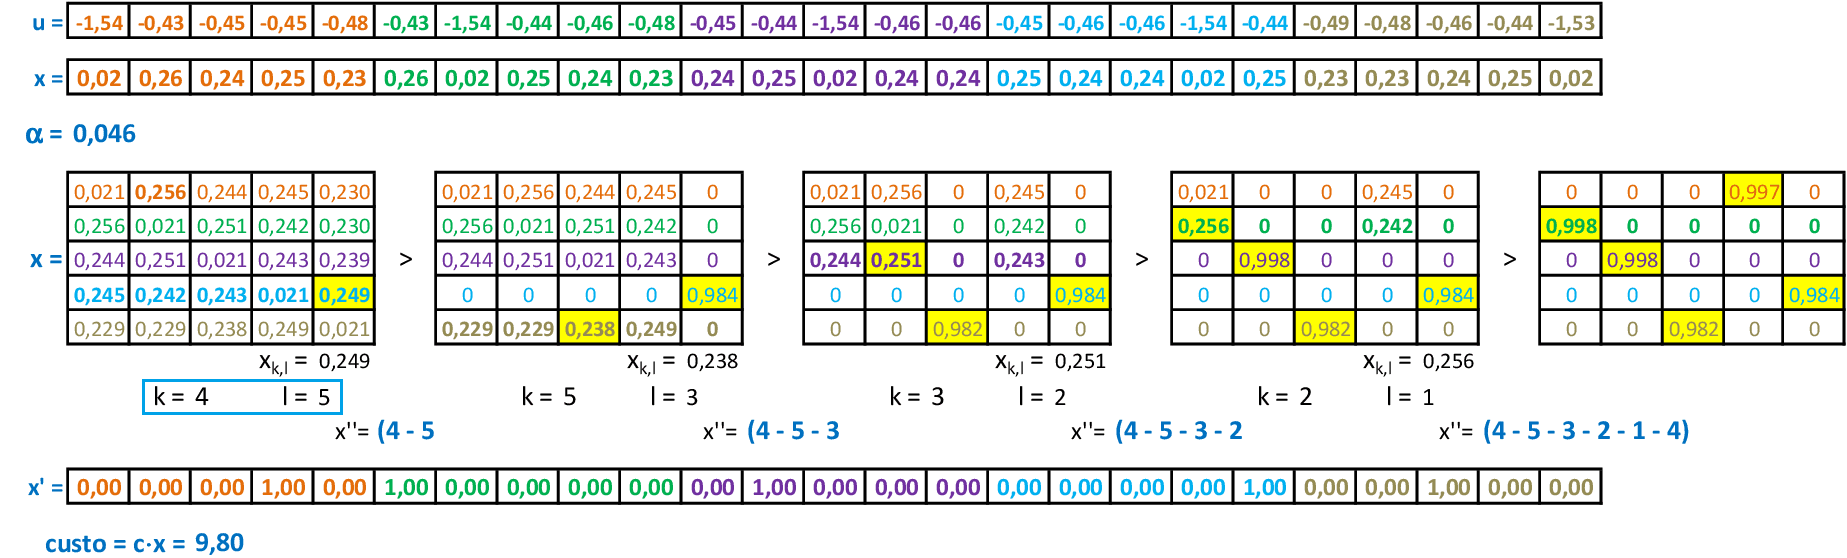 u = -1,54 -0,43 -0,45 -0,45 -0,48 -0,43 -1,54 -0,44 -0,46 -0,48 -0,45 -0,44 -1,54 -0,46 -0,46 -0,45 -0,46 -0,46 -1,54 -0,44 -0,49 -0,48 -0,46 -0,44 -1,53
x = 0,02 0,26 0,24 0,25 0,23 0,26 0,02 0,25 0,24 0,23 0,24 0,25 0,02 0,24 0,24 0,25 0,24 0,24 0,02 0,25 0,23 0,23 0,24 0,25 0,02
α = 0,046
0,021 0,256 0,244 0,245 0,230 0,021 0,256 0,244 0,245 0 0,021 0,256 0 0,245 0 0,021 0 0 0,245 0 0 0 0 0,997 0
0,256 0,021 0,251 0,242 0,230 0,256 0,021 0,251 0,242 0 0,256 0,021 0 0,242 0 0,256 0 0 0,242 0 0,998 0 0 0 0
x = 0,244 0,251 0,021 0,243 0,239 > 0,244 0,251 0,021 0,243 0 > 0,244 0,251 0 0,243 0 > 0 0,998 0 0 0 > 0 0,998 0 0 0
0,245 0,242 0,243 0,021 0,249 0 0 0 0 0,984 0 0 0 0 0,984 0 0 0 0 0,984 0 0 0 0 0,984
0,229 0,229 0,238 0,249 0,021 0,229 0,229 0,238 0,249 0 0 0 0,982 0 0 0 0 0,982 0 0 0 0 0,982 0 0
xk,l = 0,249 xk,l = 0,238 xk,l = 0,251 xk,l = 0,256
k = 4 l = 5 k = 5 l = 3 k = 3 l = 2 k = 2 l = 1
x''= (4 - 5 x''= (4 - 5 - 3 x''= (4 - 5 - 3 - 2 x''= (4 - 5 - 3 - 2 - 1 - 4)
x' = 0,00 0,00 0,00 1,00 0,00 1,00 0,00 0,00 0,00 0,00 0,00 1,00 0,00 0,00 0,00 0,00 0,00 0,00 0,00 1,00 0,00 0,00 1,00 0,00 0,00
custo = c·x = 9,80